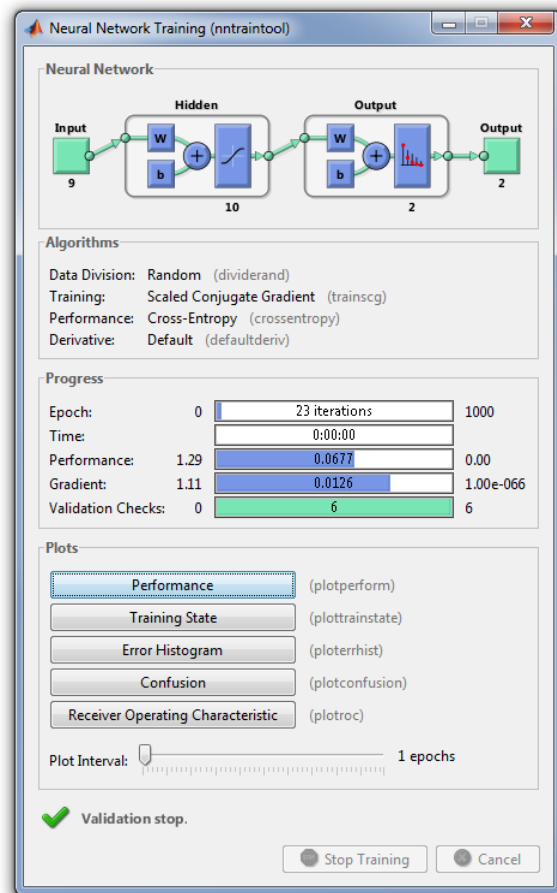 Neural Network Training (nntraintool)
Neural Network
Hidden Output
Input Output
W W
b b
9 10 2 2
Algorithms
Data Division: Random (dividerand)
Training: Scaled Conjugate Gradient (trainscg)
Performance: Cross-Entropy (crossentropy)
Derivative: Default (defaultderiv)
Progress
Epoch: 0 23 iterations 1000
Time: 0:00:00
Performance: 1.29 0.0677 0.00
Gradient: 1.11 0.0126 1.00e-066
Validation Checks: 0 6 6
Plots
Performance (plotperform)
Training State (plottrainstate)
Error Histogram (ploterrhist)
Confusion (plotconfusion)
Receiver Operating Characteristic (plotroc)
Plot Interval: 1 epochs
Validation stop.
Stop Training Cancel